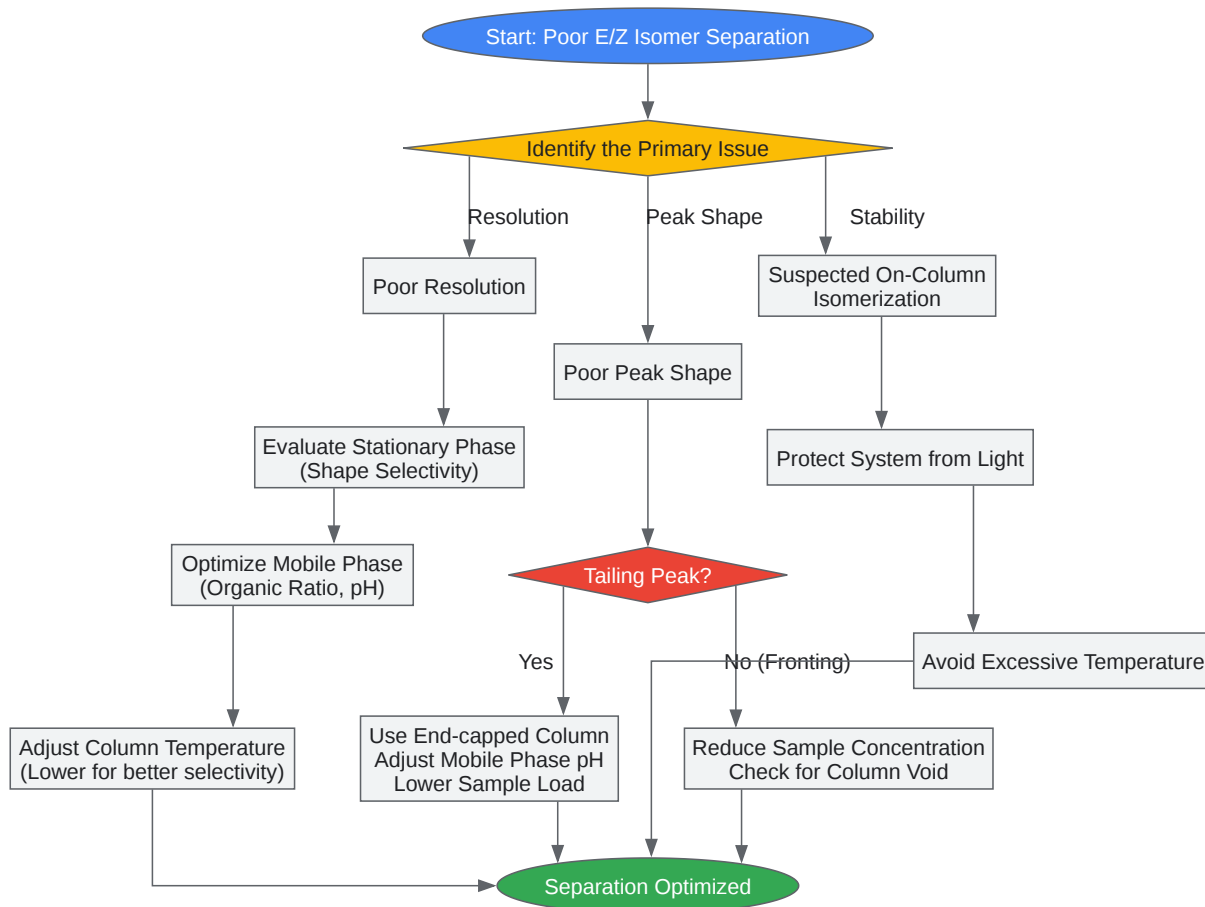 Start: Poor E/Z Isomer Separation
Identify the Primary Issue
Resolution
Peak Shape
Stability
Poor Resolution
Suspected On-Column
Isomerization
Poor Peak Shape
Evaluate Stationary Phase
(Shape Selectivity)
Protect System from Light
Optimize Mobile Phase
(Organic Ratio, pH)
Tailing Peak?
Yes
No (Fronting)
Avoid Excessive Temperature
Adjust Column Temperature
(Lower for better selectivity)
Use End-capped Column
Adjust Mobile Phase pH
Lower Sample Load
Reduce Sample Concentration
Check for Column Void
Separation Optimized